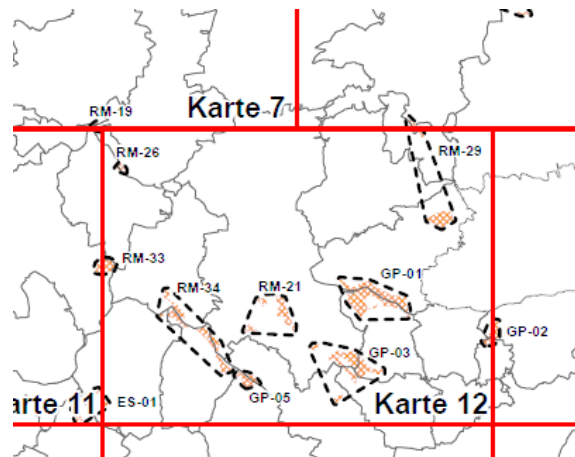 RM-19
Karte 7
RM-26
RM-29
RM-33
RM-34
RM-21
GP-01
GP-02
GP-03
ES-01
GP-05
arte 11
Karte 12